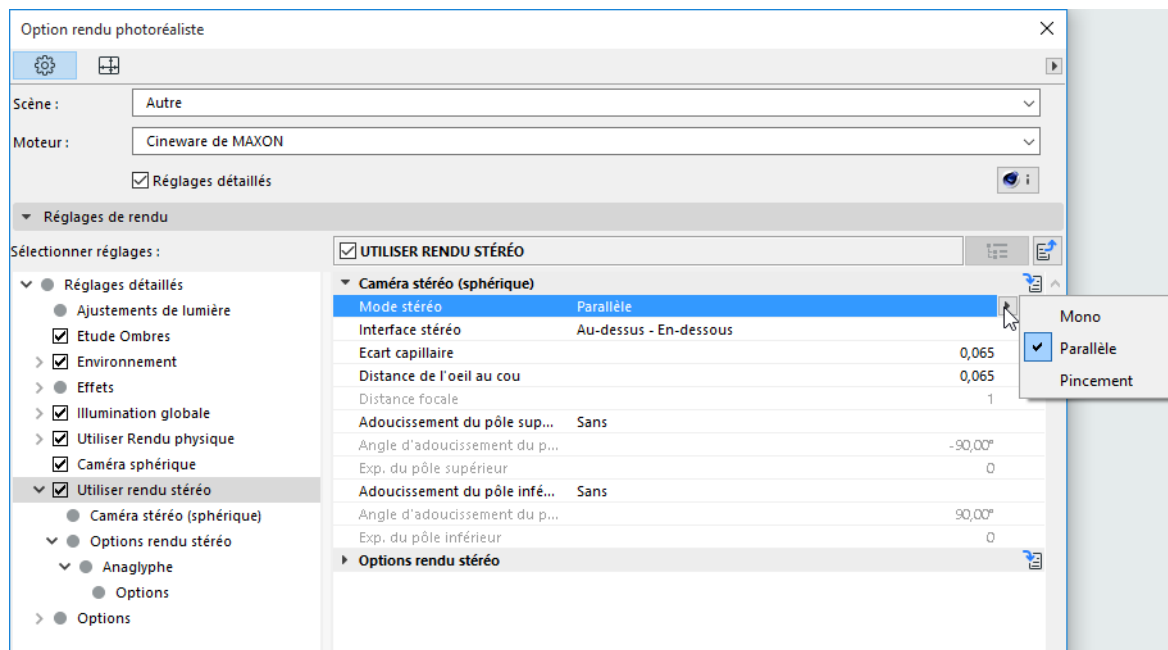 Option rendu photoréaliste
Scène :
Autre
Moteur :
Cineware de MAXON
Réglages détaillés
i
Réglages de rendu
Sélectionner réglages :
UTILISER RENDU STÉRÉO
Réglages détaillés
Ajustements de lumière
Etude Ombres
Environnement
Effets
Illumination globale
Utiliser Rendu physique
Caméra sphérique
Utiliser rendu stéréo
Caméra stéréo (sphérique)
Options rendu stéréo
Anaglyphe
Options
Options
Caméra stéréo (sphérique)
Mode stéréo Parallèle
Interface stéréo Au-dessus - En-dessous
Ecart capillaire 0,065
Distance de l'oeil au cou 0,065
Distance focale 1
Adoucissement du pôle sup... Sans
Angle d'adoucissement du p... -90,00°
Exp. du pôle supérieur 0
Adoucissement du pôle infé... Sans
Angle d'adoucissement du p... 90,00°
Exp. du pôle inférieur 0
Options rendu stéréo
Mono
Parallèle
Pincement